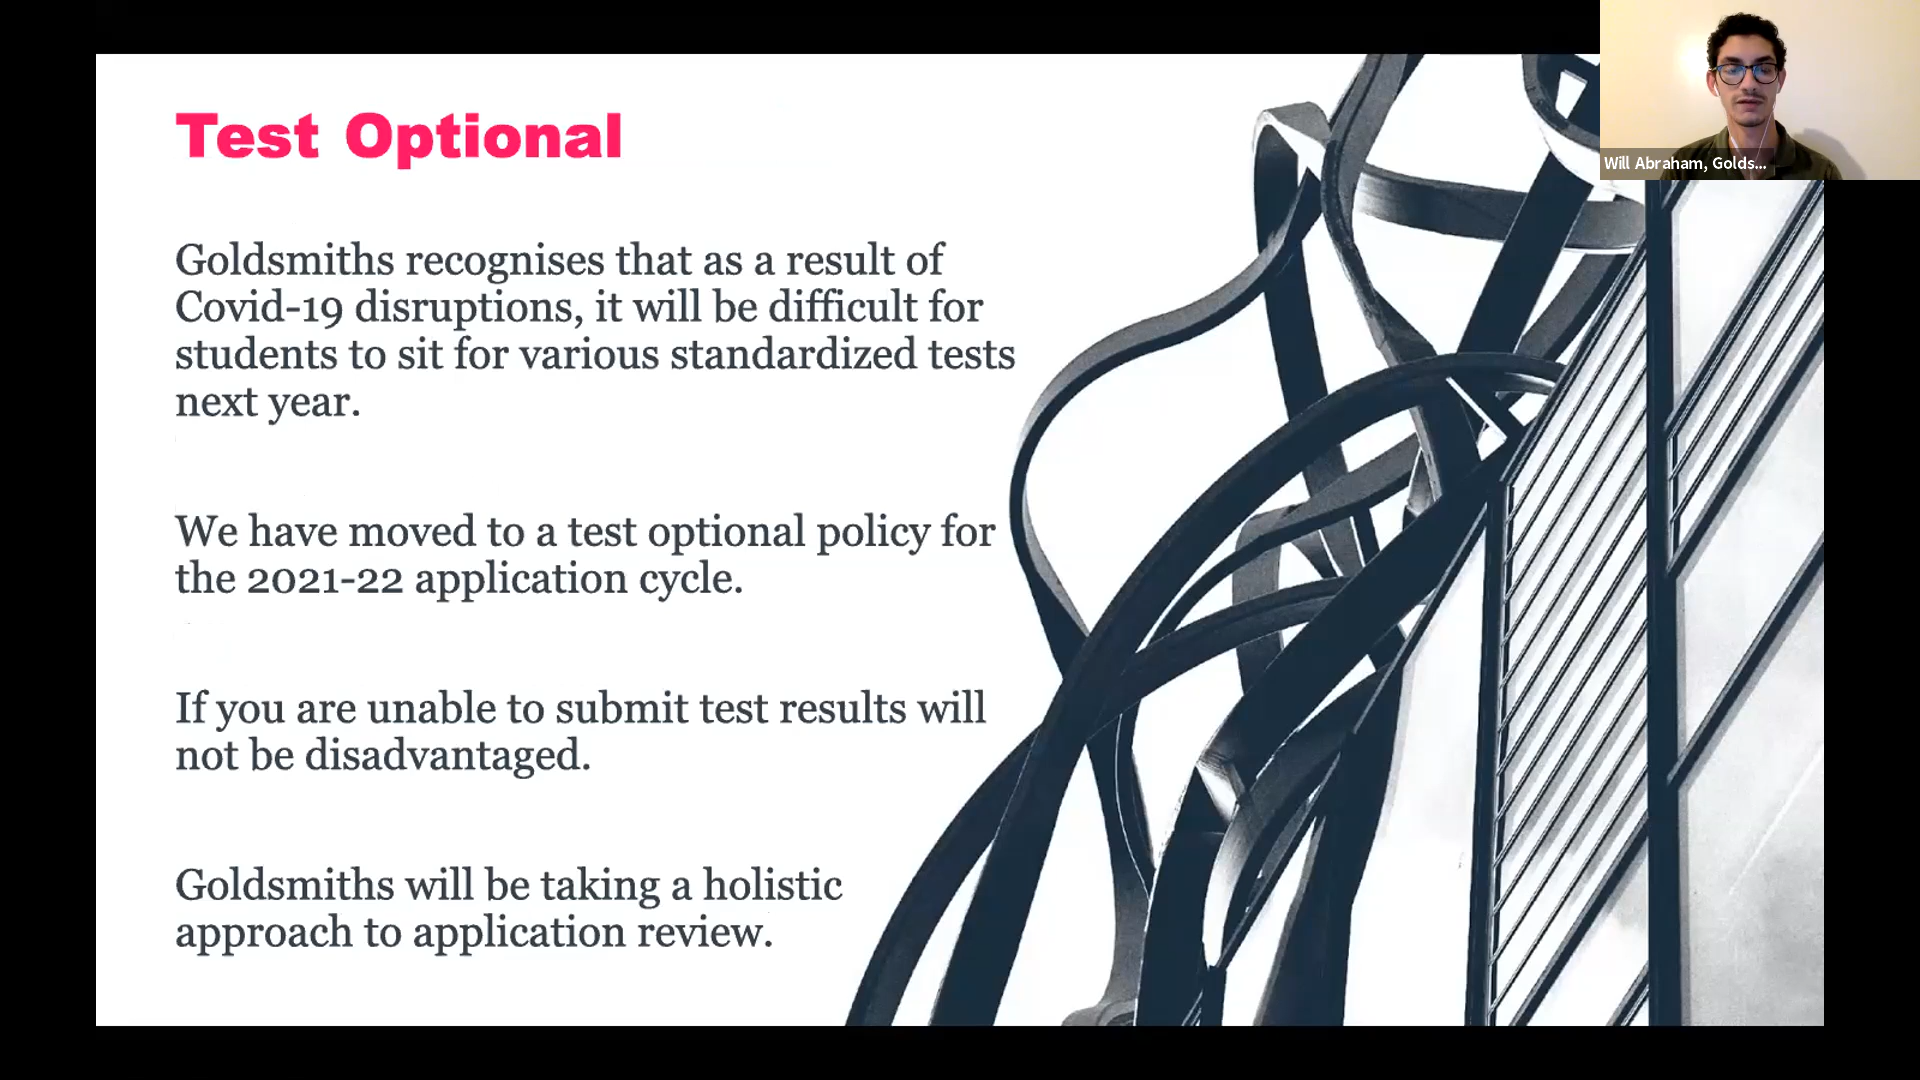 Test Optional
Goldsmiths recognises that as a result of
Covid-19 disruptions, it will be difficult for
students to sit for various standardized tests
next year.
We have moved to a test optional policy for
the 2021-22 application cycle.
If you are unable to submit test results will
not be disadvantaged.
Goldsmiths will be taking a holistic
approach to application review.
Will Abraham, Golds...